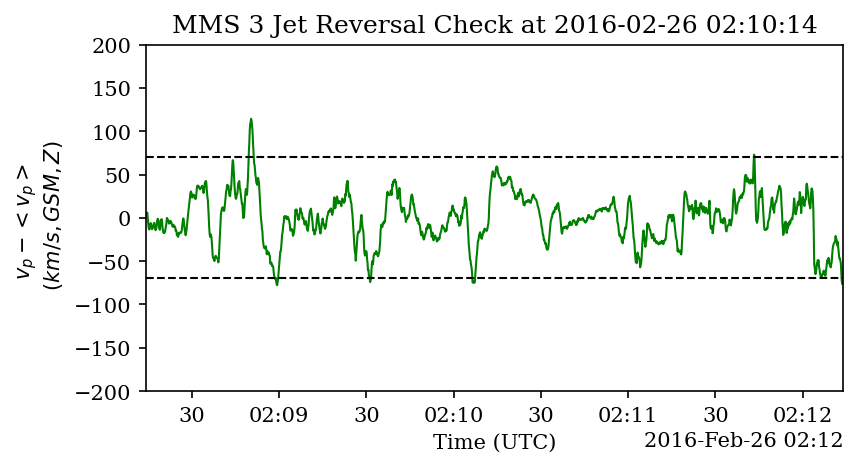 MMS 3 Jet Reversal Check at 2016-02-26 02:10:14
v_p − < v_p >
(km/s, GSM, Z)
200
150
100
50
0
−50
−100
−150
−200
30 02:09 30 02:10 30 02:11 30 02:12
Time (UTC)
2016-Feb-26 02:12